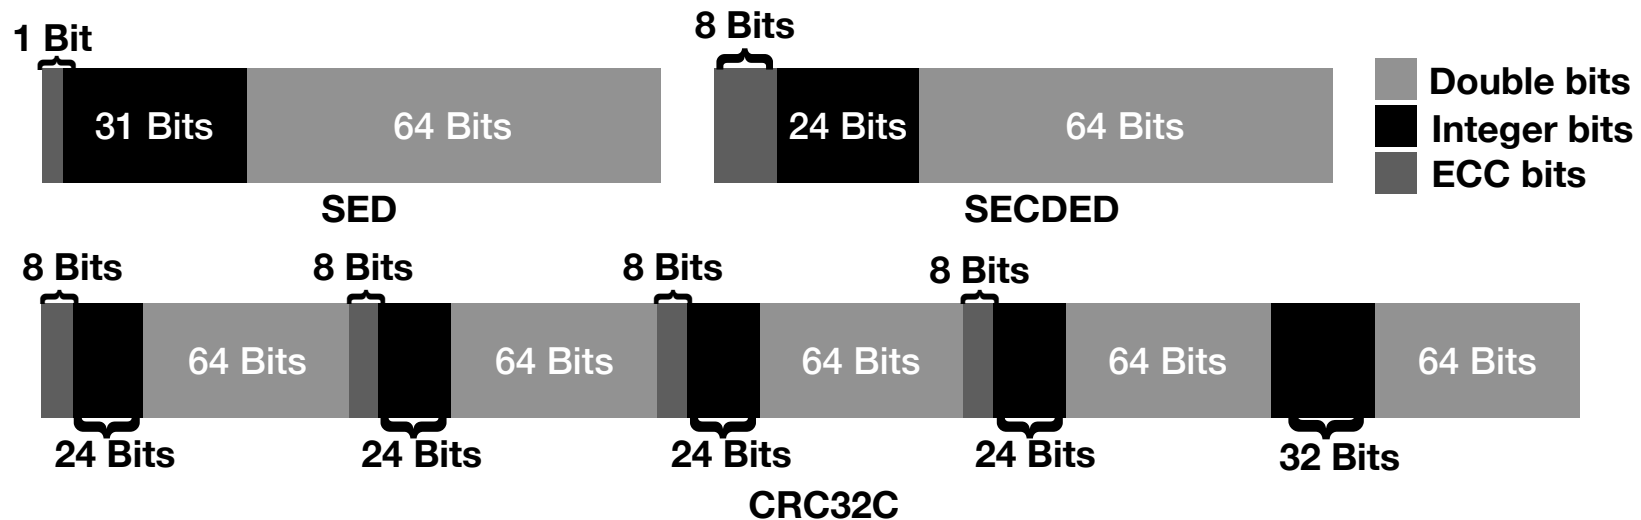 1 Bit
8 Bits
31 Bits
64 Bits
24 Bits
64 Bits
Double bits
Integer bits
ECC bits
SED
SECDED
8 Bits
8 Bits
8 Bits
8 Bits
64 Bits
64 Bits
64 Bits
64 Bits
64 Bits
24 Bits
24 Bits
24 Bits
24 Bits
32 Bits
CRC32C